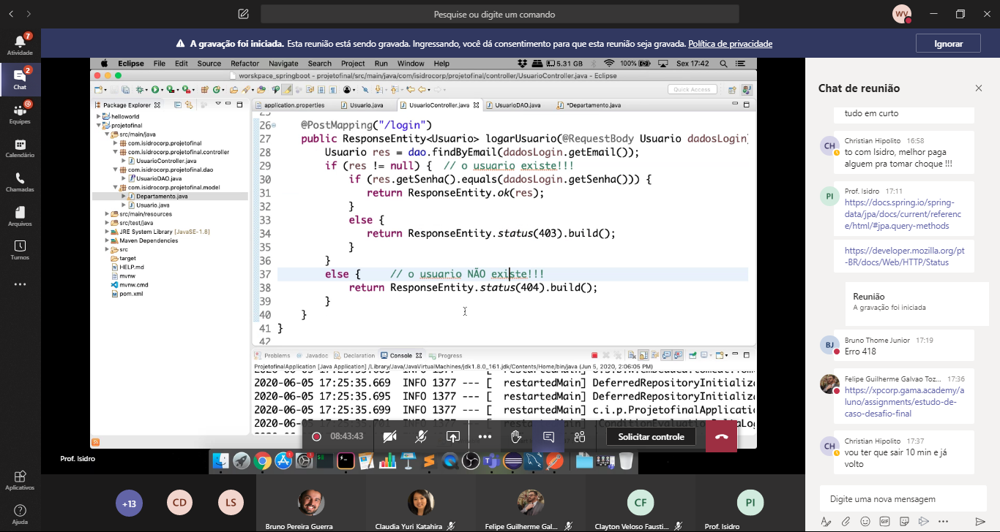 Pesquise ou digite um comando
WV
7
Atividade
2
Chat
@
Equipes
Calendário
Chamadas
Arquivos
Turnos
Aplicativos
Ajuda
A gravação foi iniciada. Esta reunião está sendo gravada. Ingressando, você dá consentimento para que esta reunião seja gravada. Política de privacidade
Ignorar
Eclipse File Edit Source Refactor Navigate Search Project Run Window Help
5.31 GB
100%
Sex 17:42
worskpace_springboot - projetofinal/src/main/java/com/isidrocorp/projetofinal/controller/UsuarioController.java - Eclipse
Quick Access
Package Explorer
helloworld
projetofinal
src/main/java
com.isidrocorp.projetofinal
com.isidrocorp.projetofinal.controller
UsuarioController.java
com.isidrocorp.projetofinal.dao
UsuarioDAO.java
com.isidrocorp.projetofinal.model
Departamento.java
Usuario.java
src/main/resources
src/test/java
JRE System Library [JavaSE-1.8]
Maven Dependencies
src
target
HELP.md
mvnw
mvnw.cmd
pom.xml
application.properties Usuario.java UsuarioController.java UsuarioDAO.java *Departamento.java
26 @PostMapping("/login")
27 public ResponseEntity<Usuario> logarUsuario(@RequestBody Usuario dadosLogin
28 Usuario res = dao.findByEmail(dadosLogin.getEmail());
29 if (res != null) { // o usuario existe!!!
30 if (res.getSenha().equals(dadosLogin.getSenha())) {
31 return ResponseEntity.ok(res);
32 }
33 else {
34 return ResponseEntity.status(403).build();
35 }
36 }
37 else { // o usuario NÃO existe!!!
38 return ResponseEntity.status(404).build();
39 }
40 }
41 }
42
Problems Javadoc Declaration Console Progress
ProjetofinalApplication [Java Application] /Library/Java/JavaVirtualMachines/jdk1.8.0_161.jdk/Contents/Home/bin/java (Jun 5, 2020, 2:06:05 PM)
2020-06-05 17:25:35.669 INFO 1377 --- [ restartedMain] DeferredRepositoryInitializ
2020-06-05 17:25:35.695 INFO 1377 --- [ restartedMain] DeferredRepositoryInitializ
2020-06-05 17:25:35.699 INFO 1377 --- [ restartedMain] c.i.p.ProjetofinalApplicati
2020-06-05
08:43:43
Solicitar controle
Prof. Isidro
+13
CD
LS
CF
PI
Bruno Pereira Guerra
Claudia Yuri Katahira
Felipe Guilherme Gal...
Clayton Veloso Fausti...
Prof. Isidro
Chat de reunião
tudo em curto
CH
Christian Hipolito 16:58
to com Isidro, melhor paga
alguem pra tomar choque !!!
PI
Prof. Isidro 17:11
https://docs.spring.io/spring-
data/jpa/docs/current/referenc
e/html/#jpa.query-methods
https://developer.mozilla.org/pt
-BR/docs/Web/HTTP/Status
Reunião
A gravação foi iniciada
BJ
Bruno Thome Junior 17:19
Erro 418
Felipe Guilherme Galvao Toz... 17:36
https://xpcorp.gama.academy/a
luno/assignments/estudo-de-
caso-desafio-final
CH
Christian Hipolito 17:37
vou ter que sair 10 min e já
volto
Digite uma nova mensagem
GIF